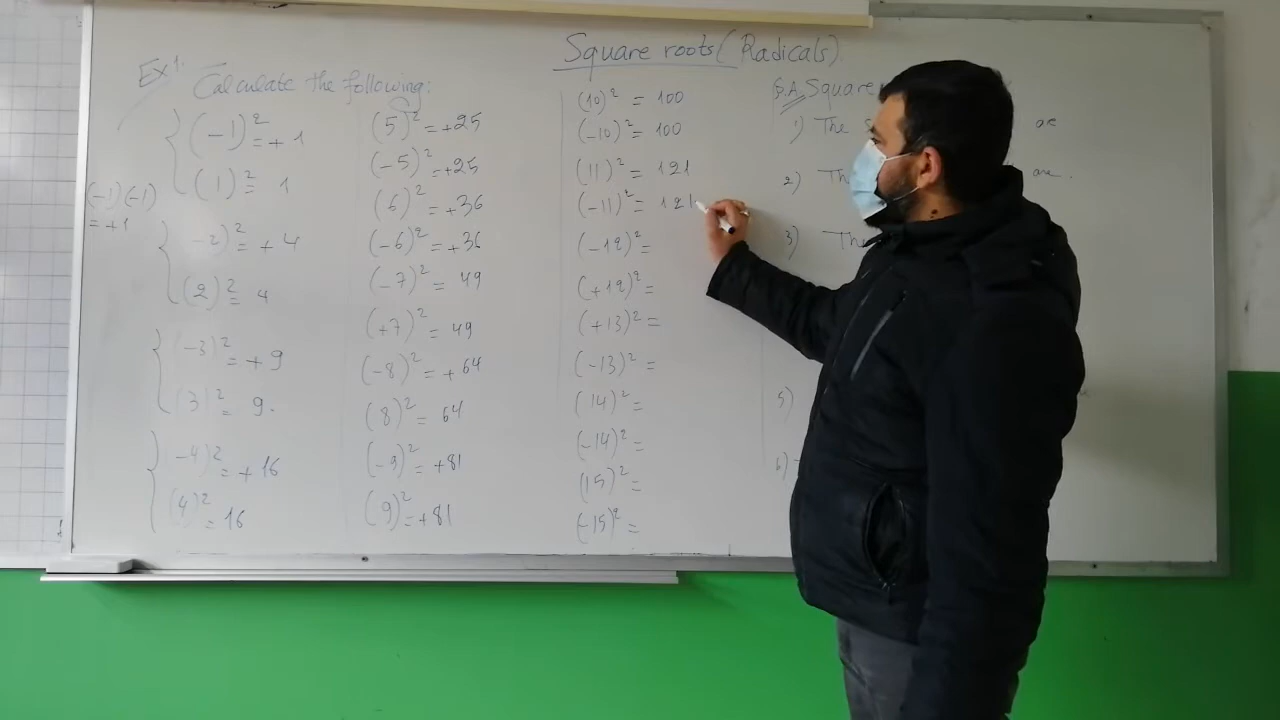 Square roots (Radicals)
Ex 1.
Calculate the following:
(-1)² = +1
(1)² = 1
(-1)(-1)
= +1
-2)² = +4
(2)² = 4
(-3)² = +9
(3)² = 9.
-4)² = +16
(4)² = 16
(5)² = +25
(-5)² = +25
(6)² = +36
(-6)² = +36
(-7)² = 49
(+7)² = 49
(-8)² = +64
(8)² = 64
(-9)² = +81
(9)² = +81
(10)² = 100
(-10)² = 100
(11)² = 121
(-11)² = 121
(-12)² =
(+12)² =
(+13)² =
(-13)² =
(14)² =
(-14)² =
(15)² =
(-15)² =
Square
1) The are
2) are.
3)
5)
6)